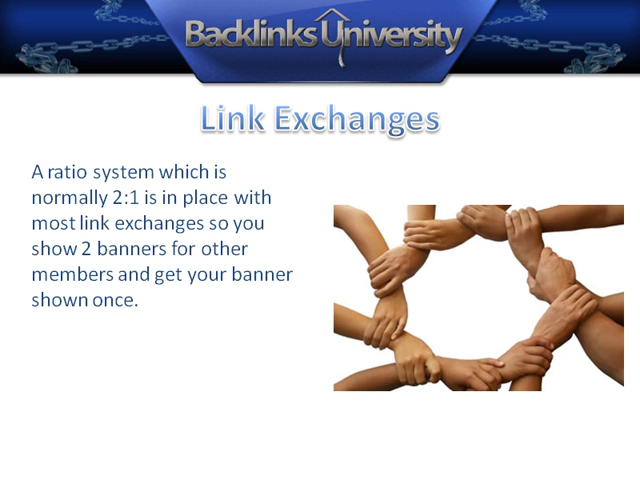 Backlinks University
Link Exchanges
A ratio system which is
normally 2:1 is in place with
most link exchanges so you
show 2 banners for other
members and get your banner
shown once.